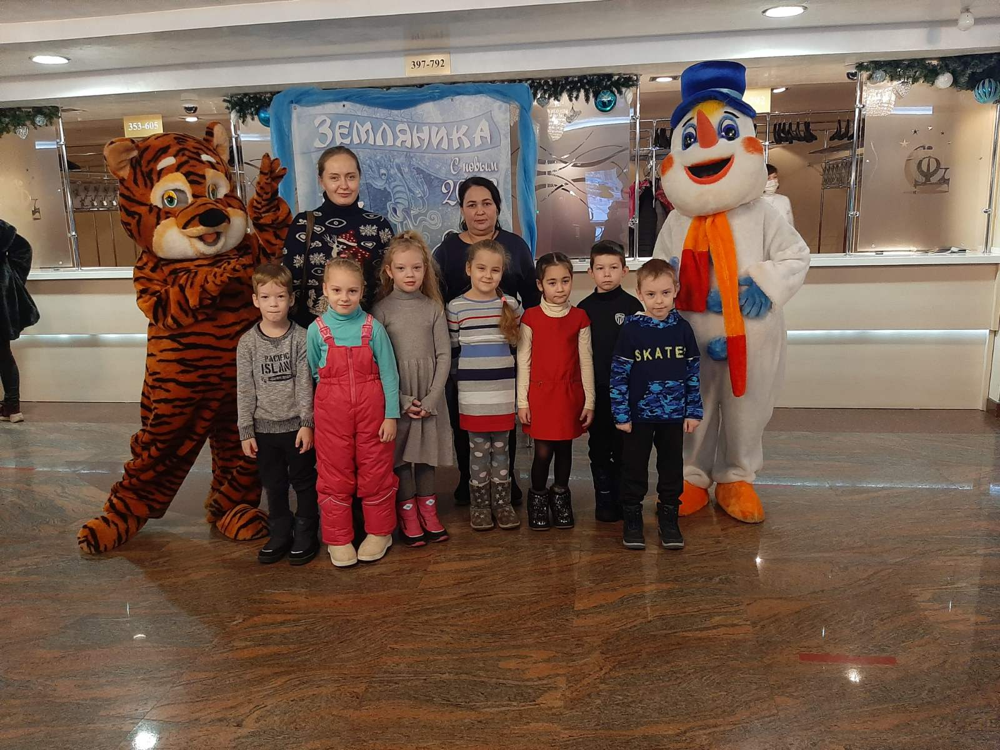 397-792
353-605
ЗЕМЛЯНИКА
С новым
PACIFIC
ISLAN
SKATE